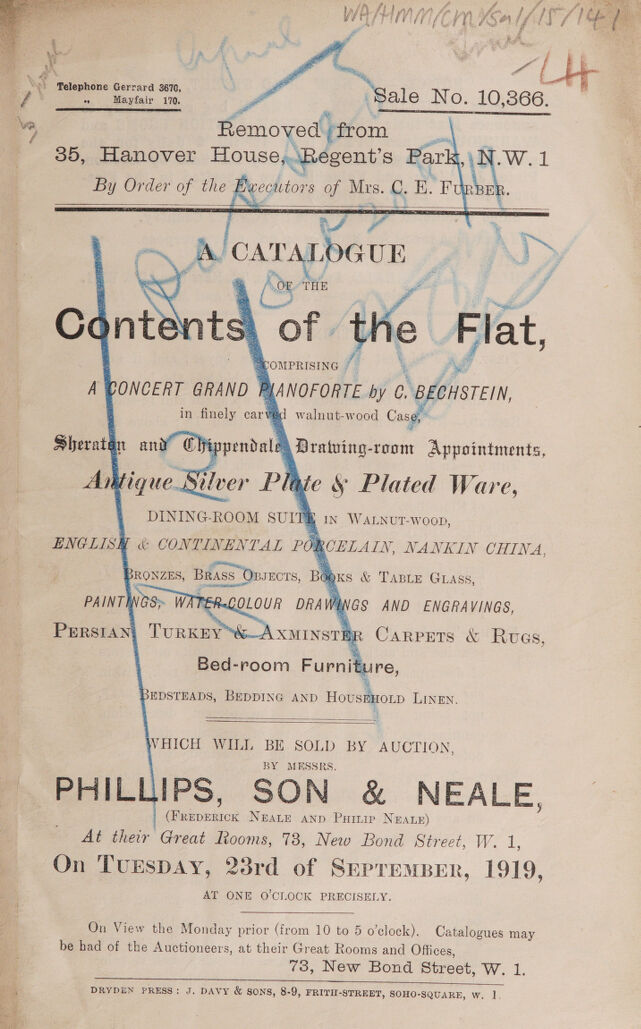 WA/HMM/CM/Sal/15/141
LH
Telephone Gerrard 3670,
„ Mayfair 170.
Sale No. 10,366.
Removed from
35, Hanover House, Regent's Park, N.W. 1
By Order of the Executors of Mrs. C. E. FURBER.
A CATALOGUE
OF THE
Contents of the Flat,
COMPRISING
A CONCERT GRAND PIANOFORTE by C. BECHSTEIN,
in finely carved walnut-wood Case,
Sheraton and Chippendale Drawing-room Appointments,
Antique Silver Plate & Plated Ware,
DINING-ROOM SUITE IN WALNUT-WOOD,
ENGLISH & CONTINENTAL PORCELAIN, NANKIN CHINA,
BRONZES, BRASS OBJECTS, BOOKS & TABLE GLASS,
PAINTINGS, WATER-COLOUR DRAWINGS AND ENGRAVINGS,
PERSIAN, TURKEY & AXMINSTER CARPETS & RUGS,
Bed-room Furniture,
BEDSTEADS, BEDDING AND HOUSEHOLD LINEN.
WHICH WILL BE SOLD BY AUCTION,
BY MESSRS.
PHILLIPS, SON & NEALE,
(FREDERICK NEALE AND PHILIP NEALE)
At their Great Rooms, 73, New Bond Street, W. 1,
On TUESDAY, 23rd of SEPTEMBER, 1919,
AT ONE O'CLOCK PRECISELY.
On View the Monday prior (from 10 to 5 o'clock). Catalogues may
be had of the Auctioneers, at their Great Rooms and Offices,
73, New Bond Street, W. 1.
DRYDEN PRESS: J. DAVY & SONS, 8-9, FRITH-STREET, SOHO-SQUARE, W. 1.